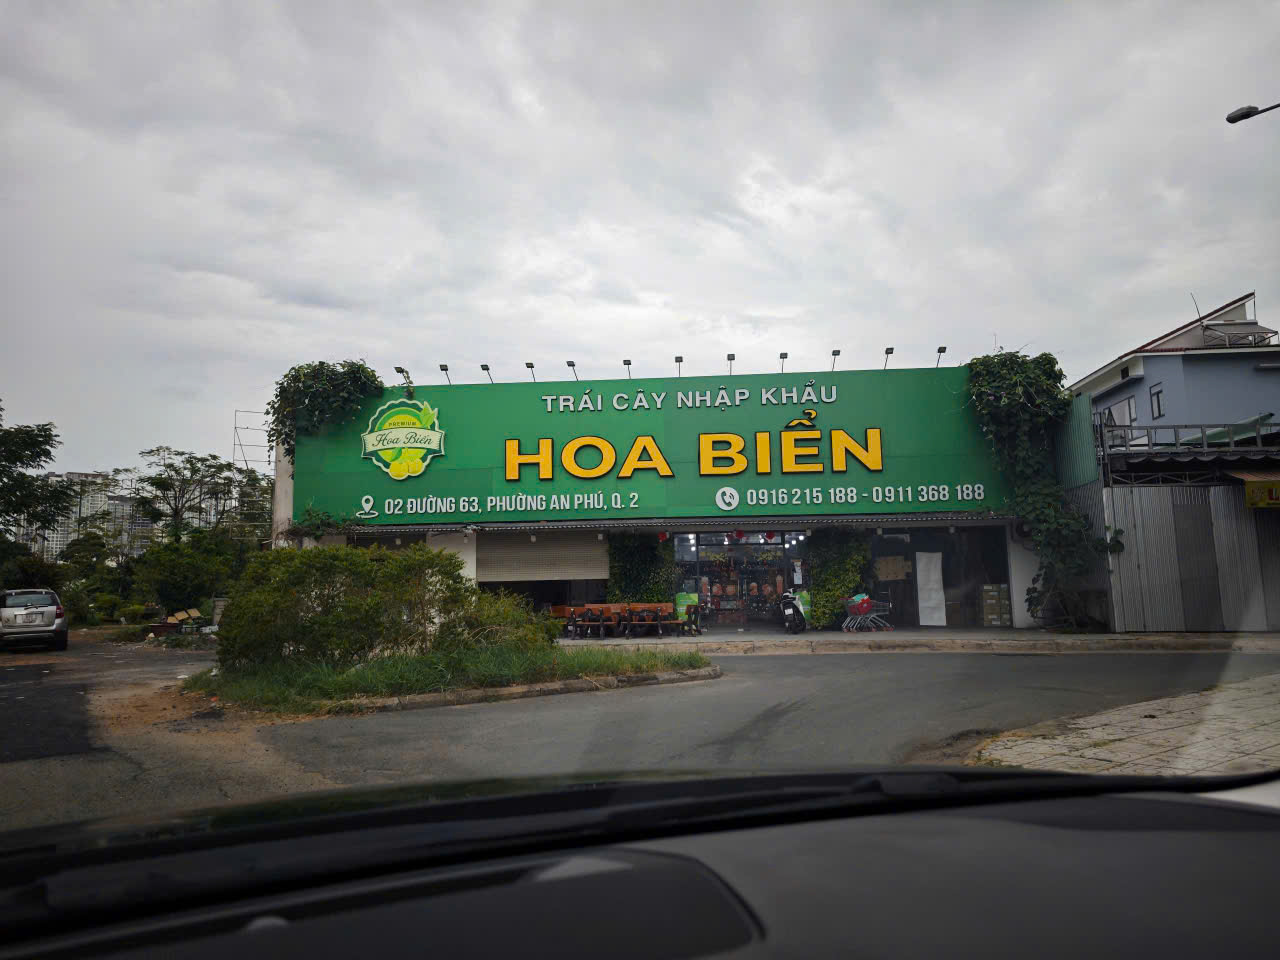 TRÁI CÂY NHẬP KHẨU
PREMIUM
Hoa Biển
HOA BIỂN
02 ĐƯỜNG 63, PHƯỜNG AN PHÚ, Q. 2
0916 215 188 - 0911 368 188